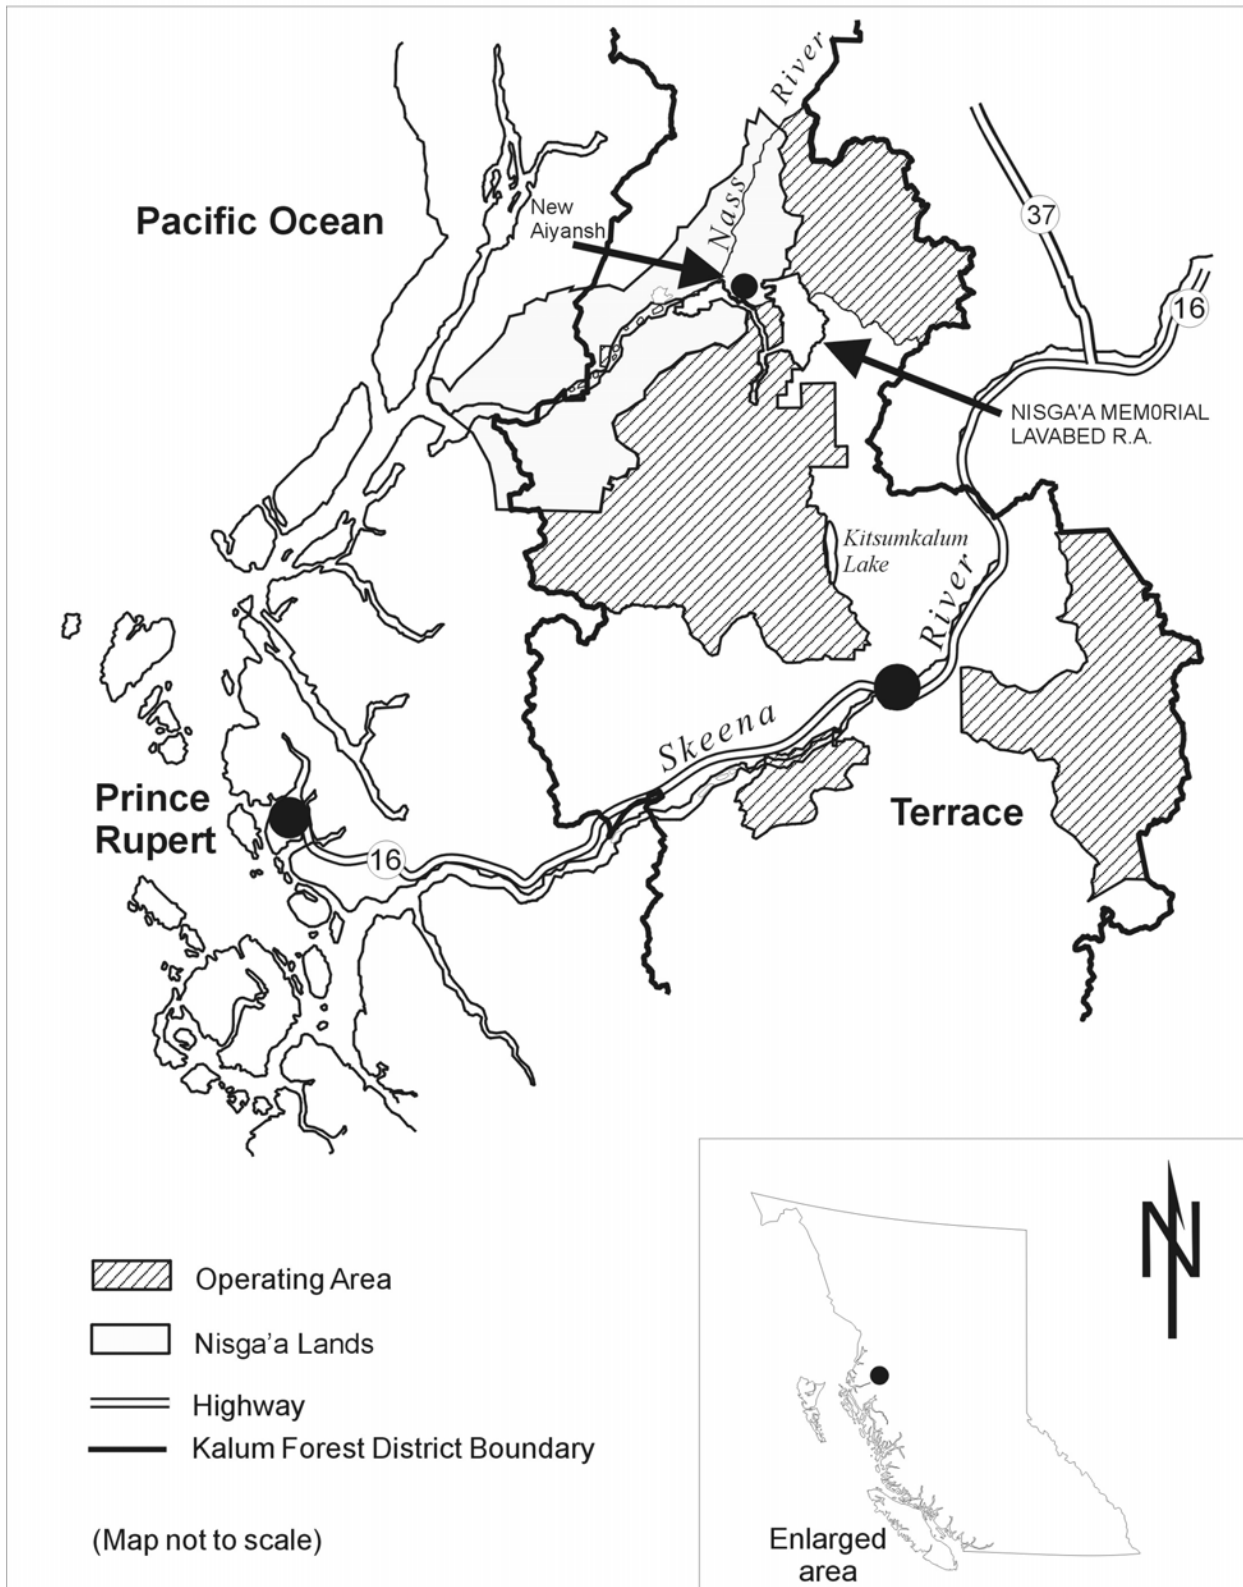 Nass River
Pacific Ocean
New
Aiyansh
37
16
NISGA'A MEM0RIAL
LAVABED R.A.
Kitsumkalum
Lake
Skeena River
Prince
Rupert
Terrace
16
Operating Area
Nisga'a Lands
Highway
Kalum Forest District Boundary
(Map not to scale)
N
Enlarged
area